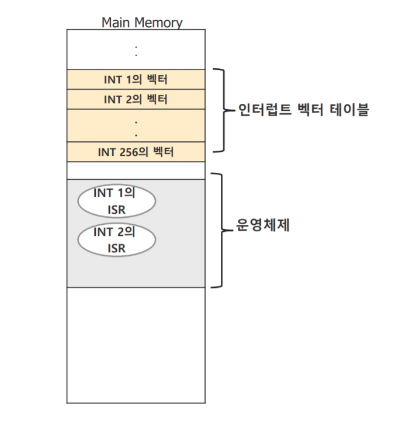 Main Memory
:
INT 1의 벡터
INT 2의 벡터
.
.
INT 256의 벡터
인터럽트 벡터 테이블
INT 1의
ISR
INT 2의
ISR
운영체제